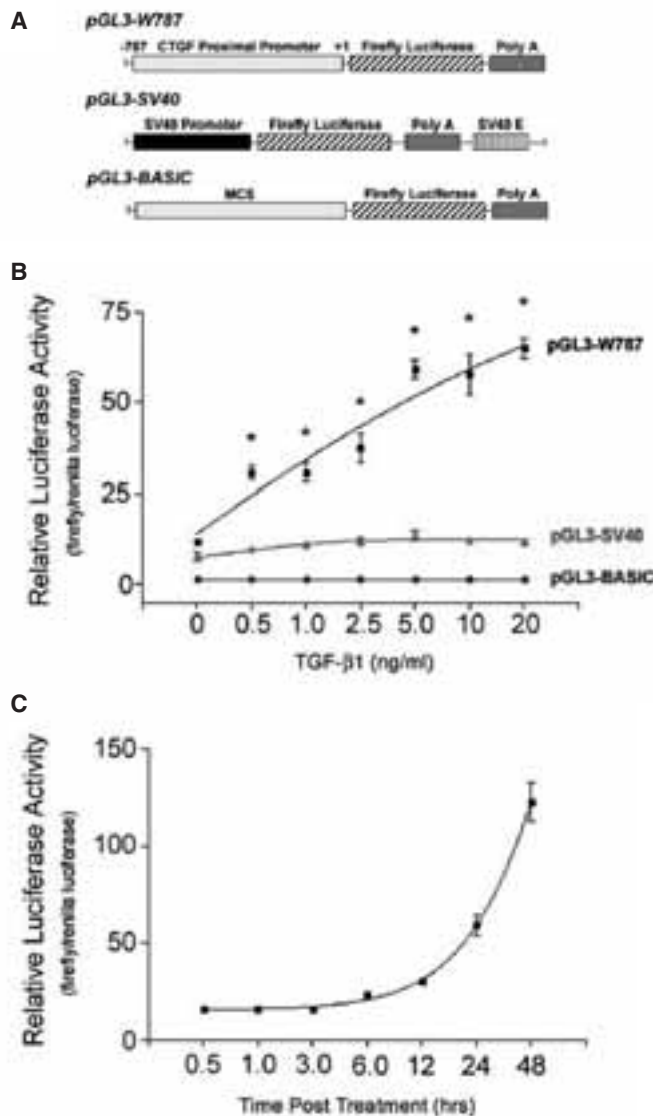 A
pGL3-W787
-787 CTGF Proximal Promoter +1 Firefly Luciferase Poly A
pGL3-SV40
SV40 Promoter Firefly Luciferase Poly A SV40 E
pGL3-BASIC
MCS Firefly Luciferase Poly A
B
Relative Luciferase Activity
(firefly/renilla luciferase)
75
50
25
0
* * * * * *
pGL3-W787
pGL3-SV40
pGL3-BASIC
0 0.5 1.0 2.5 5.0 10 20
TGF-β1 (ng/ml)
C
Relative Luciferase Activity
(firefly/renilla luciferase)
150
100
50
0
0.5 1.0 3.0 6.0 12 24 48
Time Post Treatment (hrs)